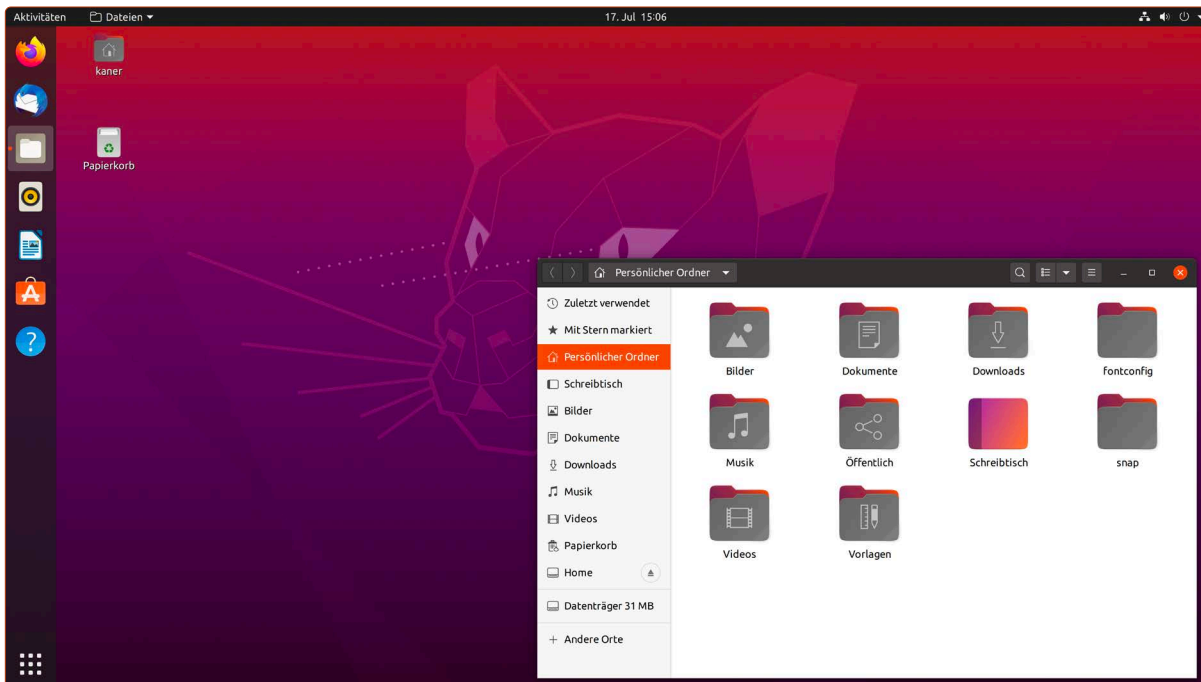 Aktivitäten
Dateien
17. Jul 15:06
kaner
Papierkorb
Persönlicher Ordner
Zuletzt verwendet
Mit Stern markiert
Persönlicher Ordner
Schreibtisch
Bilder
Dokumente
Downloads
Musik
Videos
Papierkorb
Home
Datenträger 31 MB
+ Andere Orte
Bilder Dokumente Downloads fontconfig
Musik Öffentlich Schreibtisch snap
Videos Vorlagen